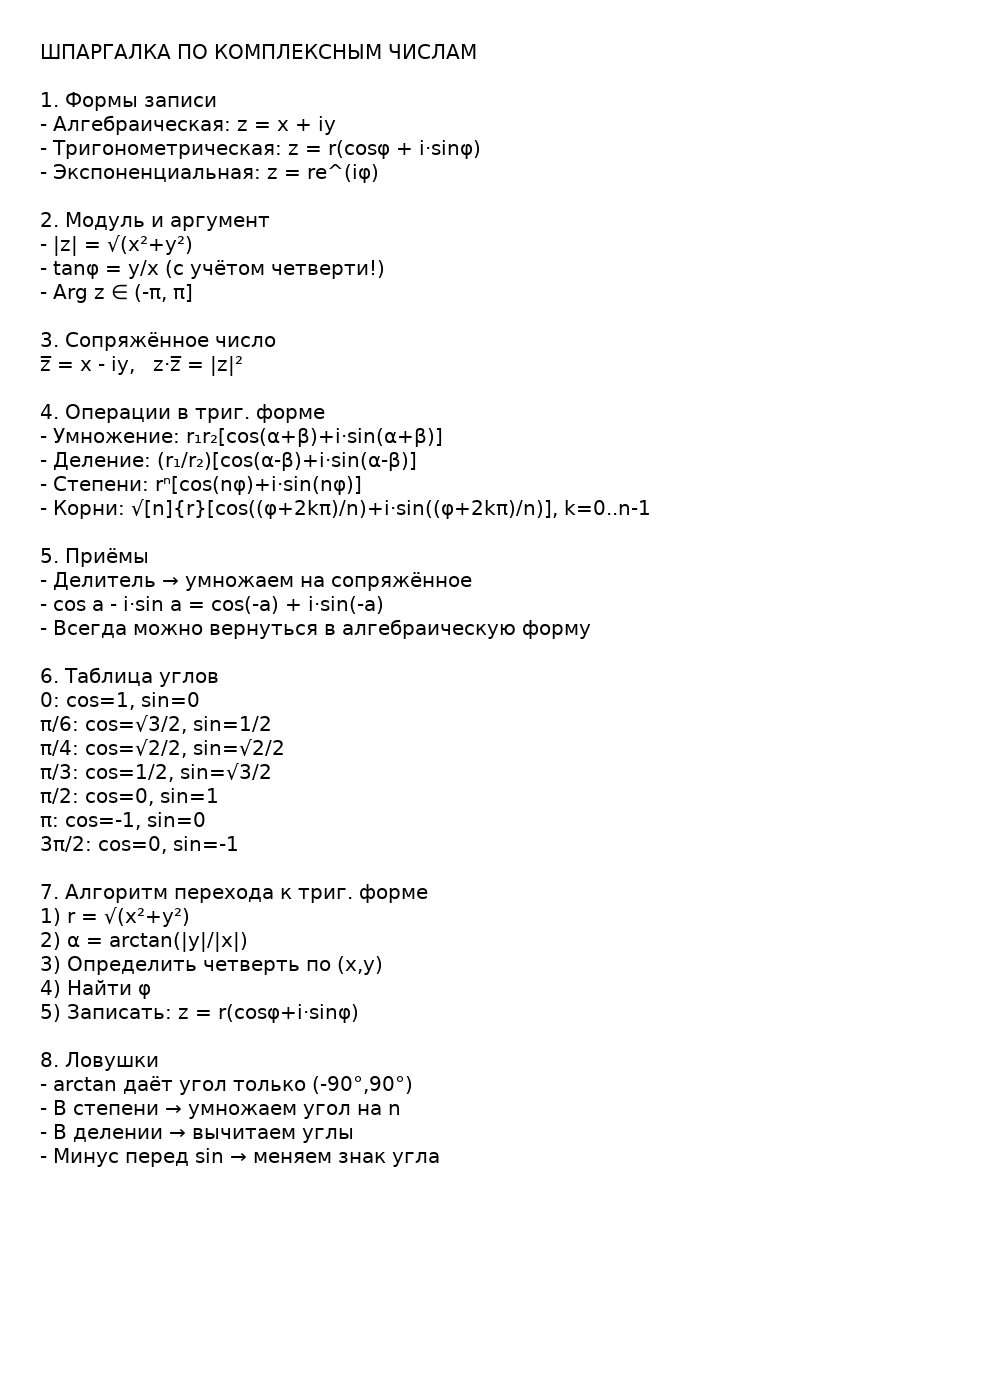 ШПАРГАЛКА ПО КОМПЛЕКСНЫМ ЧИСЛАМ
1. Формы записи
- Алгебраическая: z = x + iy
- Тригонометрическая: z = r(cosφ + i·sinφ)
- Экспоненциальная: z = re^(iφ)
2. Модуль и аргумент
- |z| = √(x²+y²)
- tanφ = y/x (с учётом четверти!)
- Arg z ∈ (-π, π]
3. Сопряжённое число
z̅ = x - iy,   z·z̅ = |z|²
4. Операции в триг. форме
- Умножение: r₁r₂[cos(α+β)+i·sin(α+β)]
- Деление: (r₁/r₂)[cos(α-β)+i·sin(α-β)]
- Степени: rⁿ[cos(nφ)+i·sin(nφ)]
- Корни: √[n]{r}[cos((φ+2kπ)/n)+i·sin((φ+2kπ)/n)], k=0..n-1
5. Приёмы
- Делитель → умножаем на сопряжённое
- cos a - i·sin a = cos(-a) + i·sin(-a)
- Всегда можно вернуться в алгебраическую форму
6. Таблица углов
0: cos=1, sin=0
π/6: cos=√3/2, sin=1/2
π/4: cos=√2/2, sin=√2/2
π/3: cos=1/2, sin=√3/2
π/2: cos=0, sin=1
π: cos=-1, sin=0
3π/2: cos=0, sin=-1
7. Алгоритм перехода к триг. форме
1) r = √(x²+y²)
2) α = arctan(|y|/|x|)
3) Определить четверть по (x,y)
4) Найти φ
5) Записать: z = r(cosφ+i·sinφ)
8. Ловушки
- arctan даёт угол только (-90°,90°)
- В степени → умножаем угол на n
- В делении → вычитаем углы
- Минус перед sin → меняем знак угла